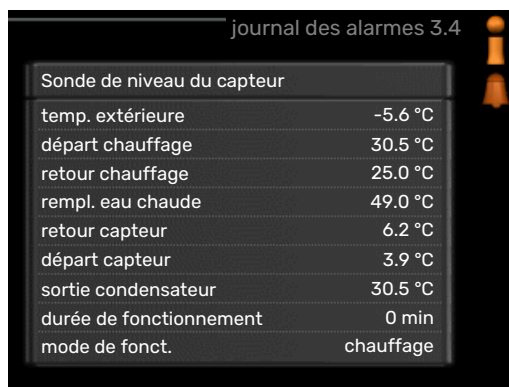 journal des alarmes 3.4
Sonde de niveau du capteur
temp. extérieure -5.6 °C
départ chauffage 30.5 °C
retour chauffage 25.0 °C
rempl. eau chaude 49.0 °C
retour capteur 6.2 °C
départ capteur 3.9 °C
sortie condensateur 30.5 °C
durée de fonctionnement 0 min
mode de fonct. chauffage